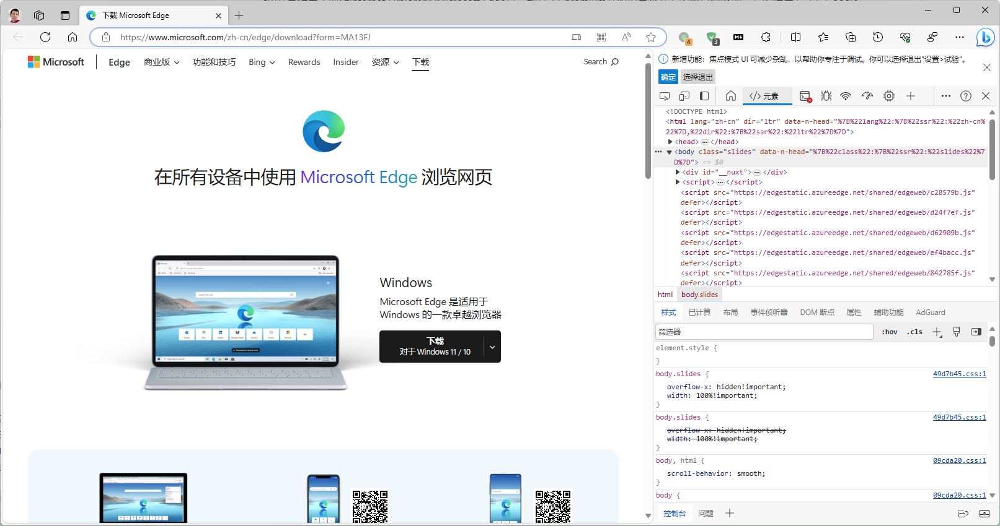 下载 Microsoft Edge
https://www.microsoft.com/zh-cn/edge/download?form=MA13FJ
4
3
Microsoft
Edge 商业版 功能和技巧 Bing Rewards Insider 资源 下载
Search
在所有设备中使用 Microsoft Edge 浏览网页
Windows
Microsoft Edge 是适用于
Windows 的一款卓越浏览器
下载
对于 Windows 11 / 10
新增功能：焦点模式 UI 可减少杂乱，以帮助你专注于调试。你可以选择退出"设置>试验"。
确定 选择退出
</> 元素
<!DOCTYPE html>
<html lang="zh-cn" dir="ltr" data-n-head="%7B%22lang%22:%7B%22ssr%22:%22zh-cn%
22%7D,%22dir%22:%7B%22ssr%22:%22ltr%22%7D%7D">
<head>…</head>
<body class="slides" data-n-head="%7B%22class%22:%7B%22ssr%22:%22slides%22%7
D%7D"> == $0
<div id="__nuxt">…</div>
<script>…</script>
<script src="https://edgestatic.azureedge.net/shared/edgeweb/c28579b.js"
defer></script>
<script src="https://edgestatic.azureedge.net/shared/edgeweb/d24f7ef.js"
defer></script>
<script src="https://edgestatic.azureedge.net/shared/edgeweb/d62909b.js"
defer></script>
<script src="https://edgestatic.azureedge.net/shared/edgeweb/ef4bacc.js"
defer></script>
<script src="https://edgestatic.azureedge.net/shared/edgeweb/842785f.js"
defer></script>
html body.slides
样式 已计算 布局 事件侦听器 DOM 断点 属性 辅助功能 AdGuard
筛选器 :hov .cls
element.style {
}
body.slides { 49d7b45.css:1
overflow-x: hidden!important;
width: 100%!important;
}
body.slides { 49d7b45.css:1
overflow-x: hidden!important;
width: 100%!important;
}
body, html { 09cda20.css:1
scroll-behavior: smooth;
}
body { 09cda20.css:1
控制台 问题